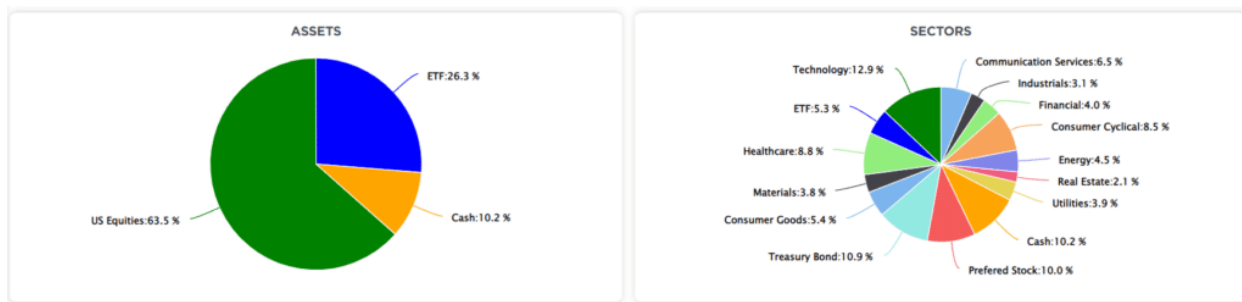 ASSETS
ETF:26.3 %
US Equities:63.5 %
Cash:10.2 %
SECTORS
Communication Services:6.5 %
Technology:12.9 %
Industrials:3.1 %
ETF:5.3 %
Financial:4.0 %
Consumer Cyclical:8.5 %
Healthcare:8.8 %
Energy:4.5 %
Real Estate:2.1 %
Materials:3.8 %
Utilities:3.9 %
Consumer Goods:5.4 %
Cash:10.2 %
Treasury Bond:10.9 %
Prefered Stock:10.0 %